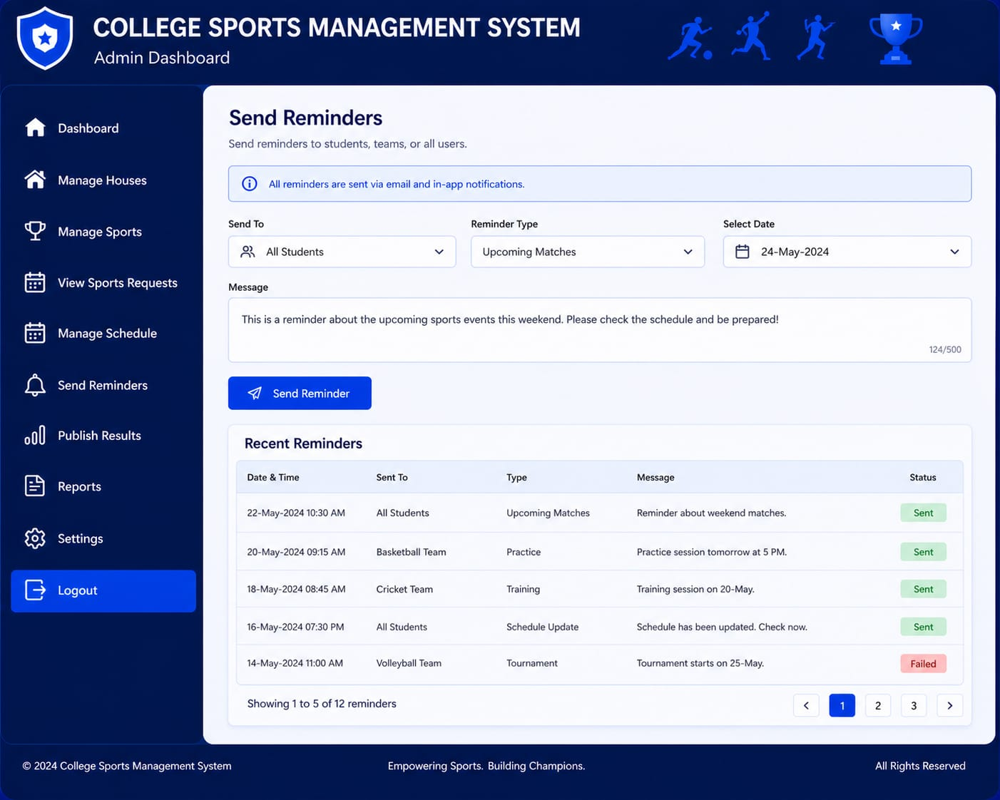 COLLEGE SPORTS MANAGEMENT SYSTEM
Admin Dashboard
Dashboard
Manage Houses
Manage Sports
View Sports Requests
Manage Schedule
Send Reminders
Publish Results
Reports
Settings
Logout
Send Reminders
Send reminders to students, teams, or all users.
All reminders are sent via email and in-app notifications.
Send To Reminder Type Select Date
All Students Upcoming Matches 24-May-2024
Message
This is a reminder about the upcoming sports events this weekend. Please check the schedule and be prepared!
124/500
Send Reminder
Recent Reminders
Date & Time Sent To Type Message Status
22-May-2024 10:30 AM All Students Upcoming Matches Reminder about weekend matches. Sent
20-May-2024 09:15 AM Basketball Team Practice Practice session tomorrow at 5 PM. Sent
18-May-2024 08:45 AM Cricket Team Training Training session on 20-May. Sent
16-May-2024 07:30 PM All Students Schedule Update Schedule has been updated. Check now. Sent
14-May-2024 11:00 AM Volleyball Team Tournament Tournament starts on 25-May. Failed
Showing 1 to 5 of 12 reminders 1 2 3
© 2024 College Sports Management System Empowering Sports. Building Champions. All Rights Reserved